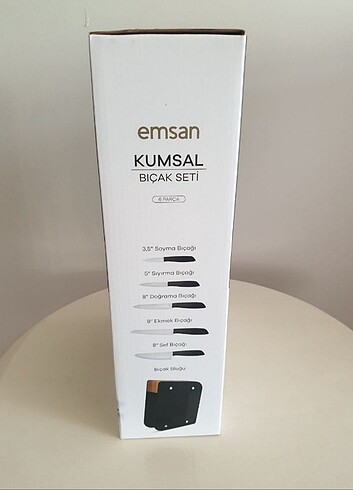 emsan
KUMSAL
BIÇAK SETİ
6 PARÇA
3,5" Soyma Bıçağı
5" Sıyırma Bıçağı
8" Doğrama Bıçağı
8" Ekmek Bıçağı
8" Şef Bıçağı
Bıçak Bloğu